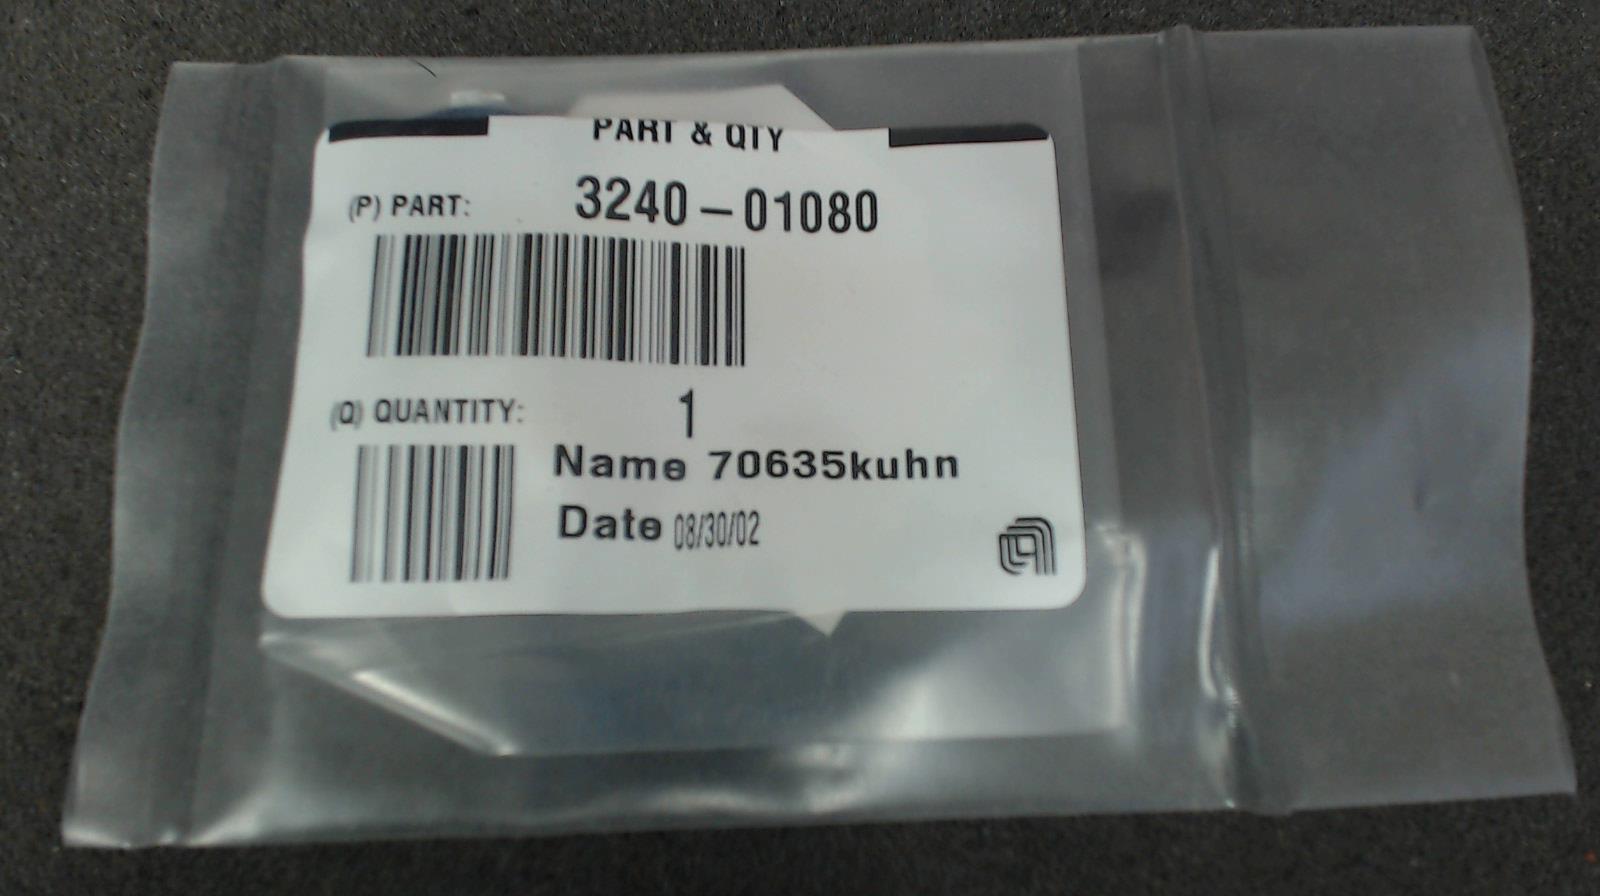 PART & QTY
(P) PART: 3240-01080
(Q) QUANTITY: 1
Name 70635kuhn
Date 08/30/02